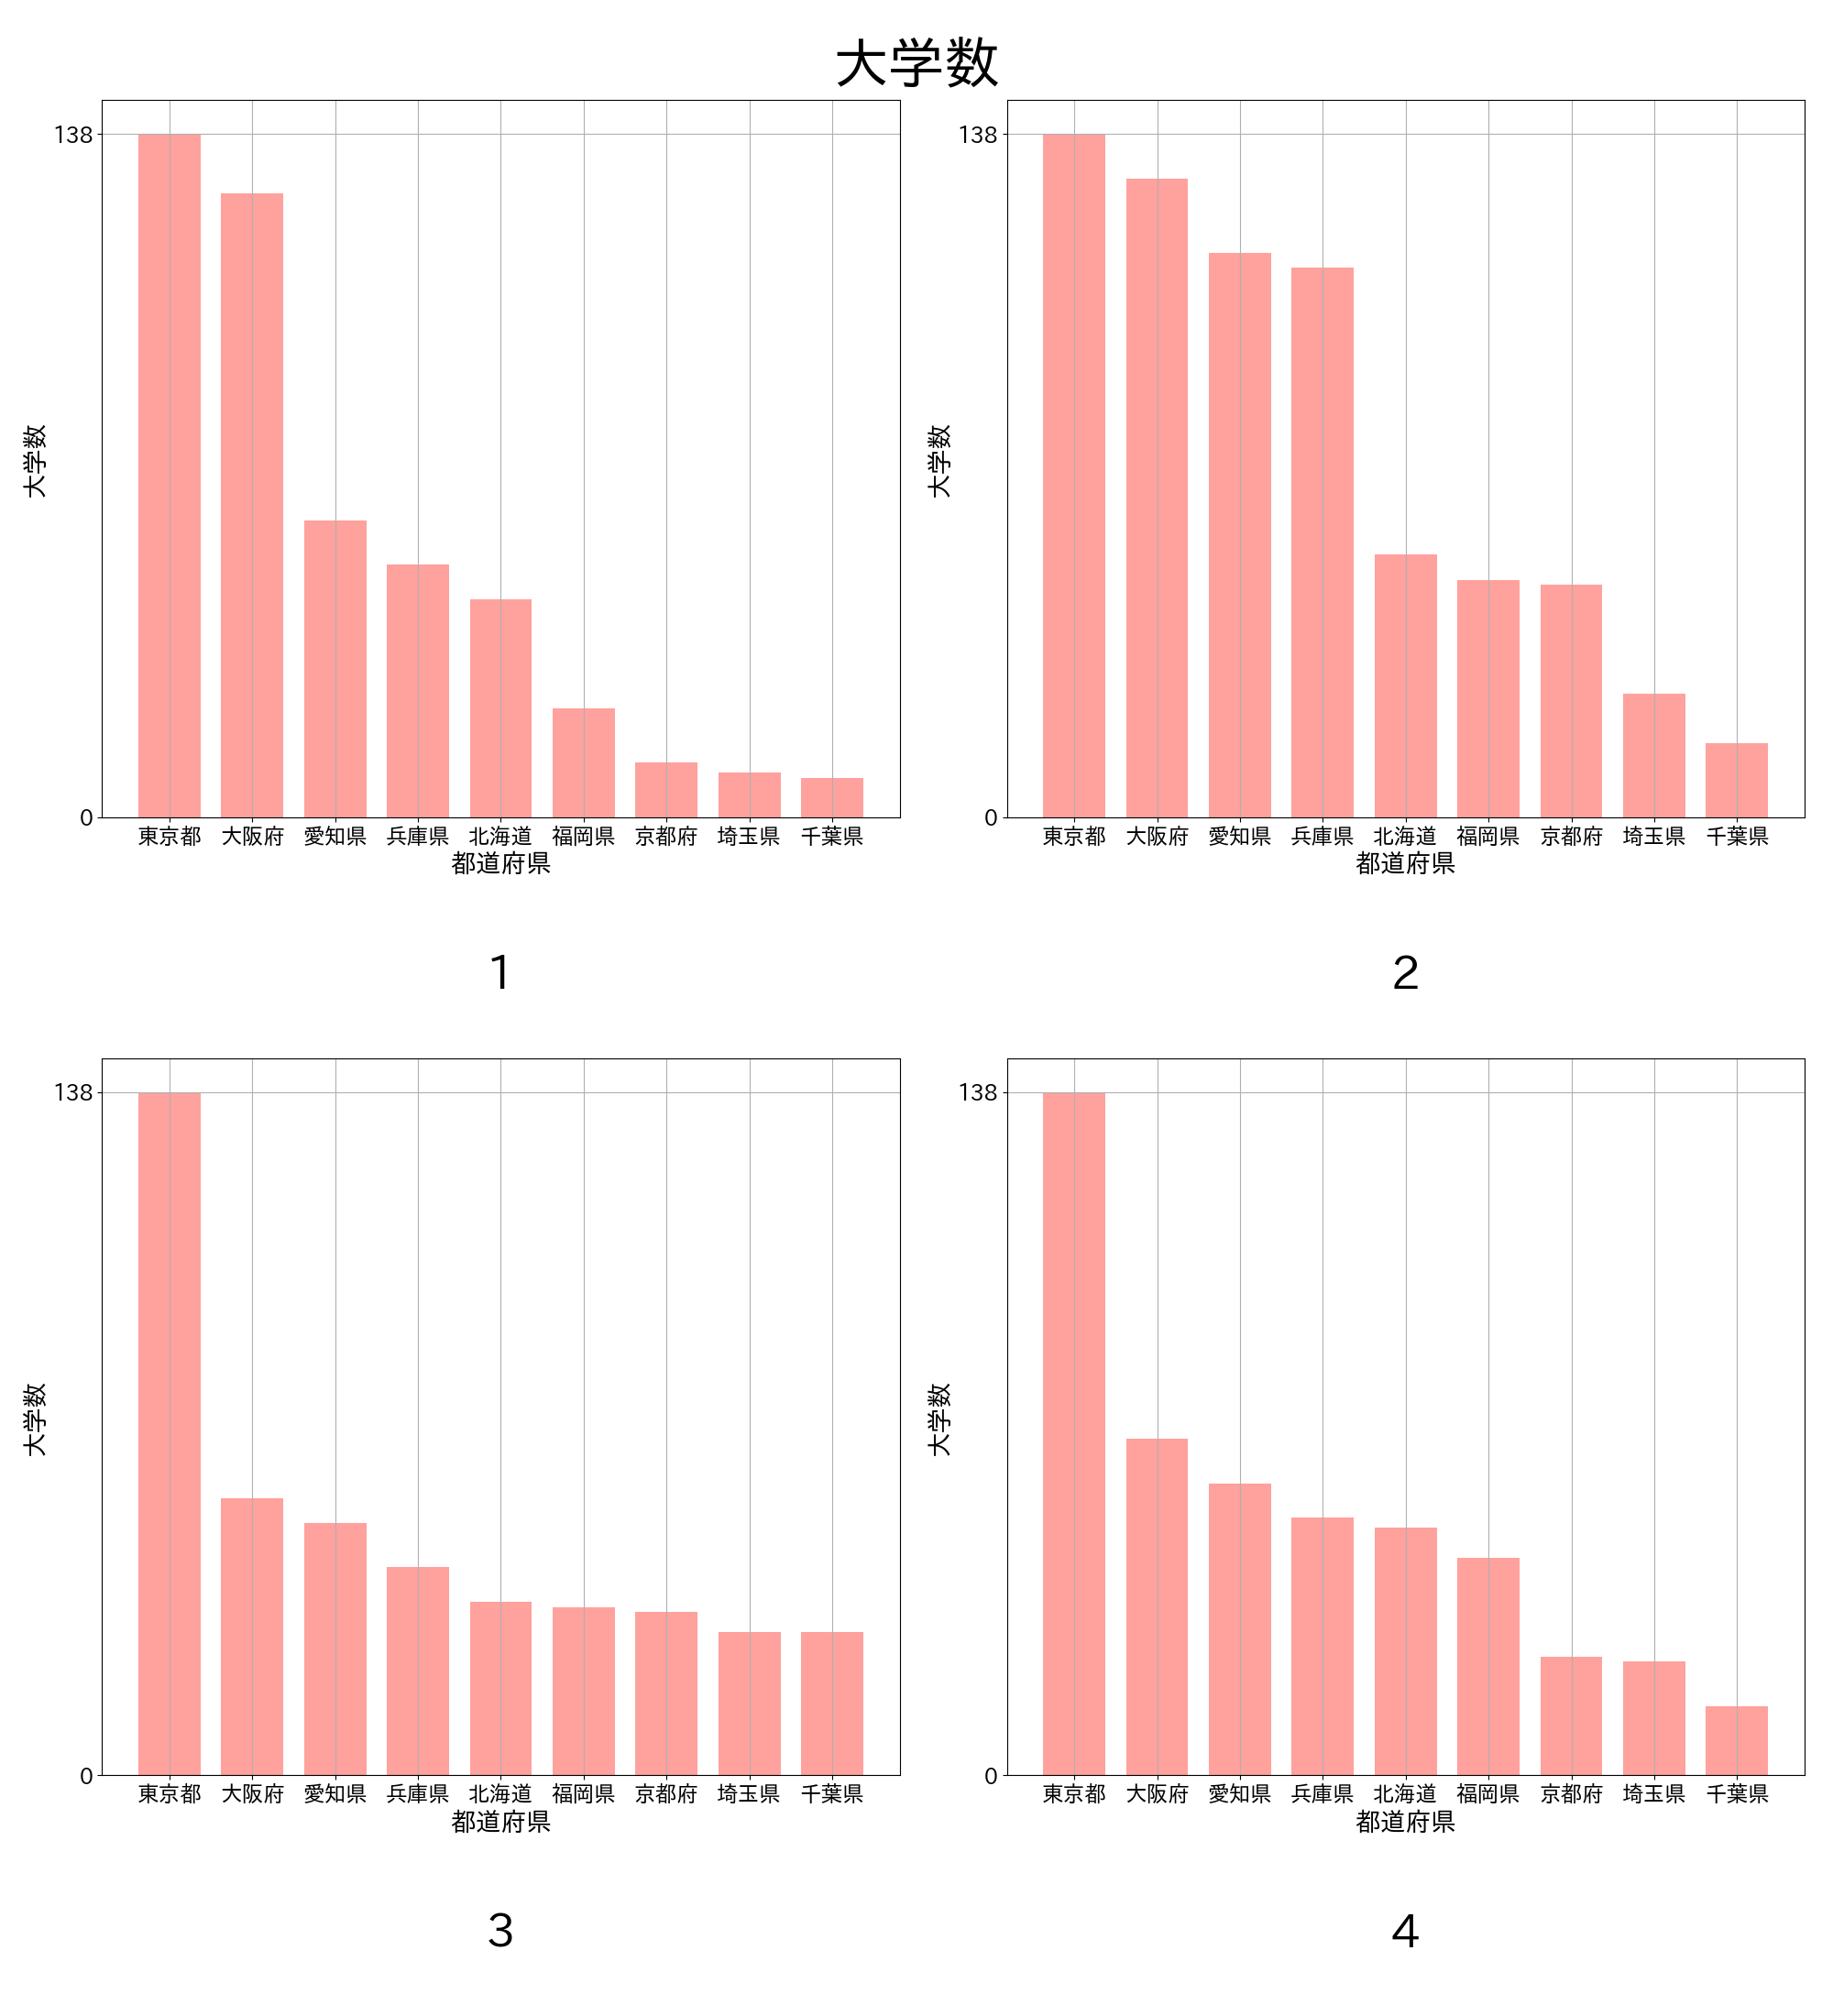 大学数
138
大学数
0
東京都 大阪府 愛知県 兵庫県 北海道 福岡県 京都府 埼玉県 千葉県
都道府県
1
138
大学数
0
東京都 大阪府 愛知県 兵庫県 北海道 福岡県 京都府 埼玉県 千葉県
都道府県
2
138
大学数
0
東京都 大阪府 愛知県 兵庫県 北海道 福岡県 京都府 埼玉県 千葉県
都道府県
3
138
大学数
0
東京都 大阪府 愛知県 兵庫県 北海道 福岡県 京都府 埼玉県 千葉県
都道府県
4